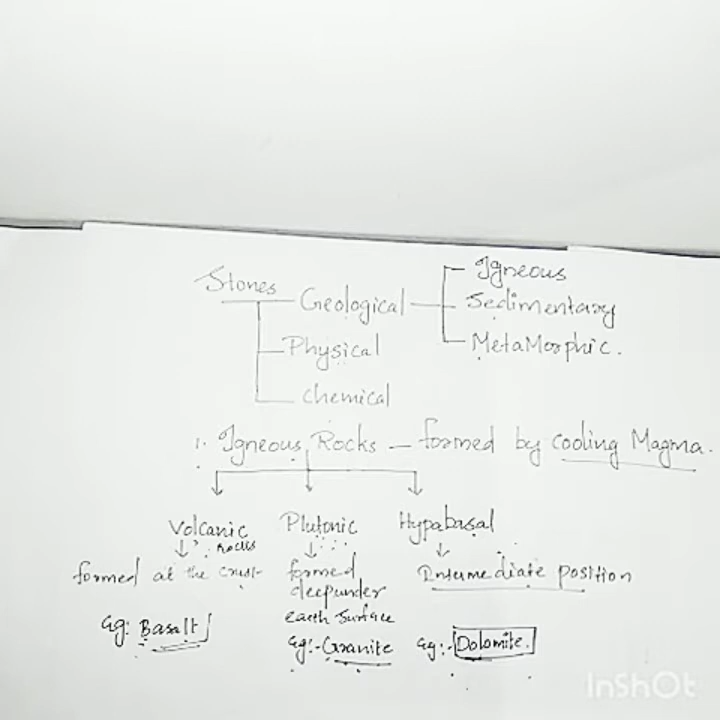 Stones
Geological
Igneous
Sedimentary
MetaMorphic.
Physical
chemical
1. Igneous Rocks – formed by cooling Magma.
Volcanic rocks
formed at the crust
eg: Basalt
Plutonic
formed
deepunder
earth surface
eg:- Granite
Hypabasal
Intermediate position
eg:- Dolomite.
InShOt